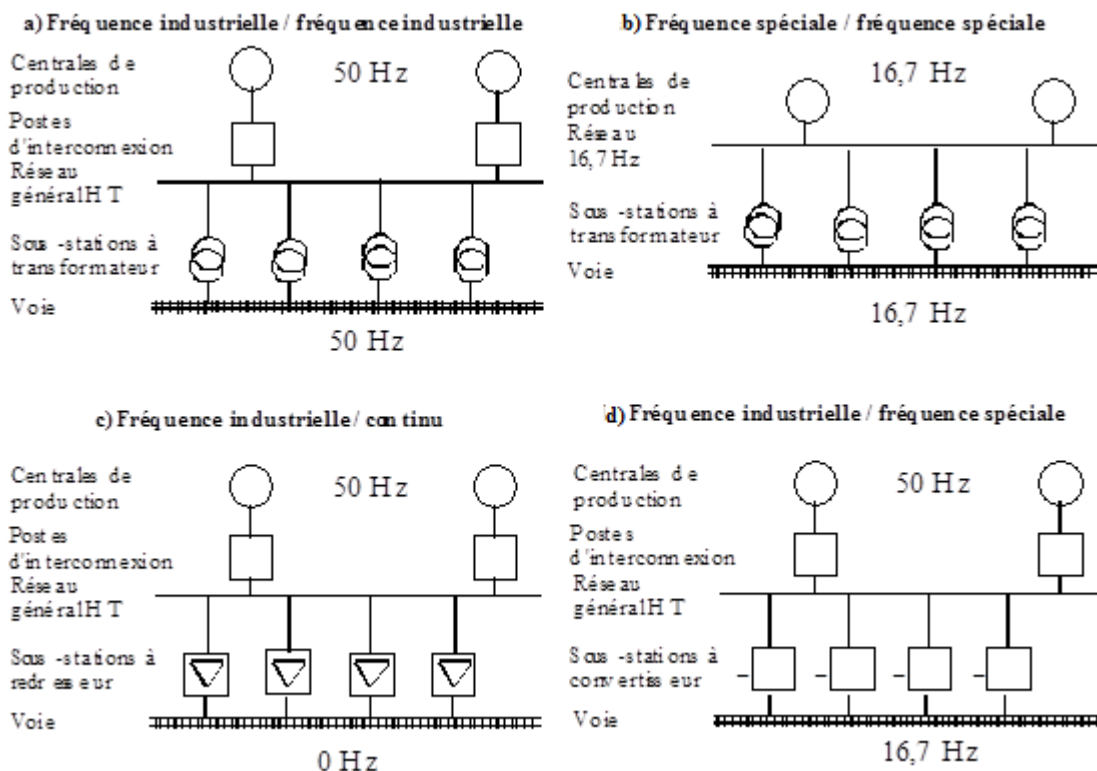 a) Fréquence industrielle / fréquence industrielle
Centrales de
production
50 Hz
Postes
d'interconnexion
Réseau
général H T
Sous -stations à
transformateur
Voie
50 Hz
b) Fréquence spéciale / fréquence spéciale
16,7 Hz
Centrales de
production
Réseau
16,7 Hz
Sous -stations à
transformateur
Voie
16,7 Hz
c) Fréquence industrielle / continu
Centrales de
production
50 Hz
Postes
d'interconnexion
Réseau
général H T
Sous -stations à
redresseur
Voie
0 Hz
d) Fréquence industrielle / fréquence spéciale
Centrales de
production
50 Hz
Postes
d'interconnexion
Réseau
général H T
Sous -stations à
convertisseur
Voie
16,7 Hz